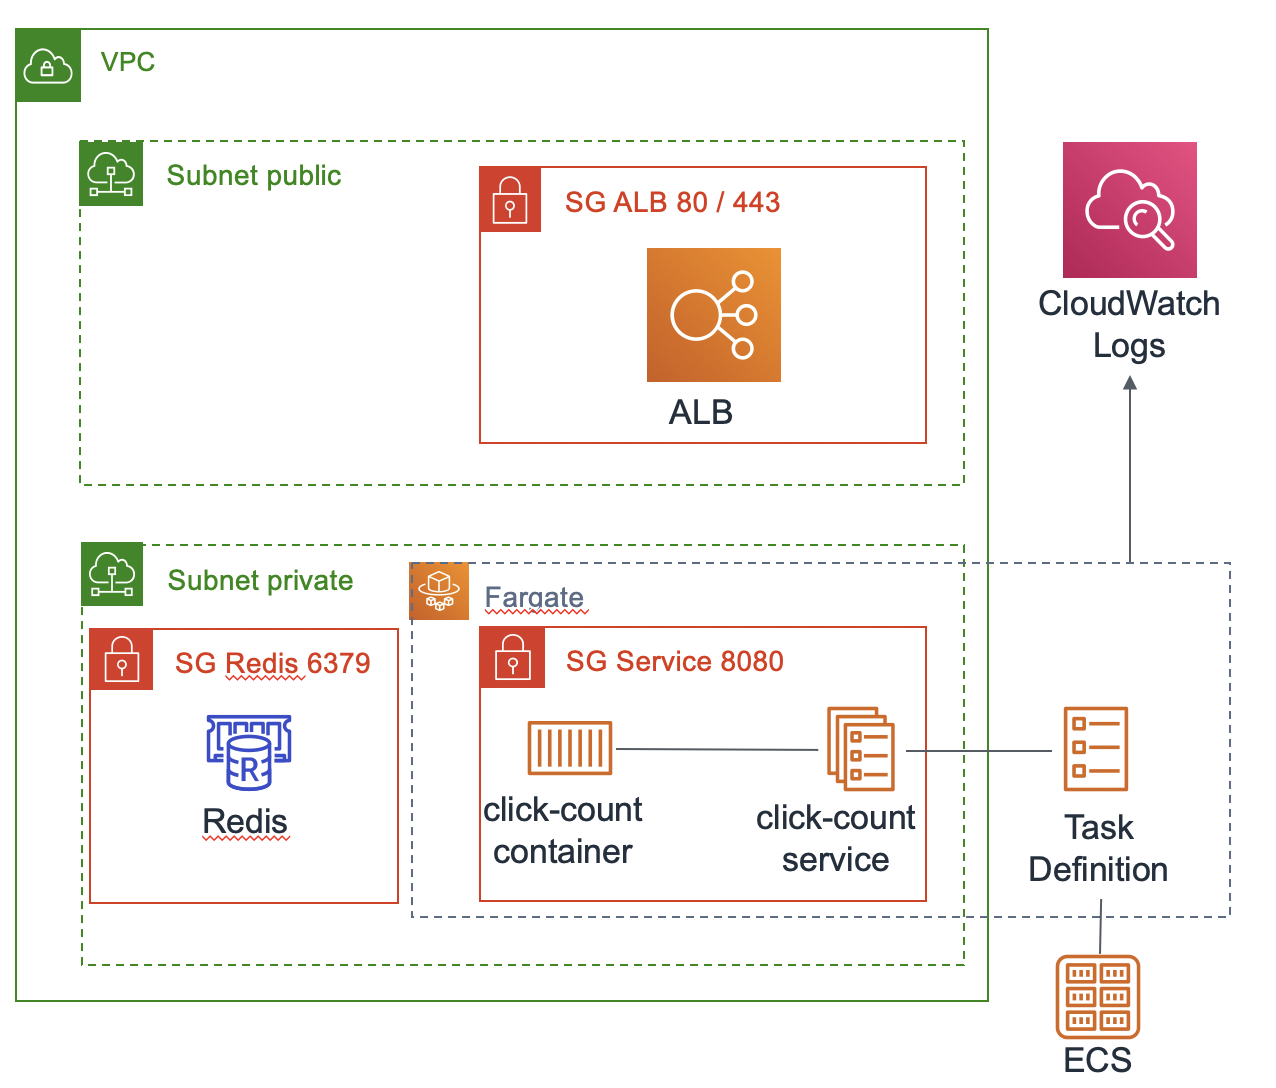 VPC
Subnet public
SG ALB 80 / 443
ALB
CloudWatch
Logs
Subnet private
Fargate
SG Redis 6379
SG Service 8080
R
Redis
click-count
container
click-count
service
Task
Definition
ECS